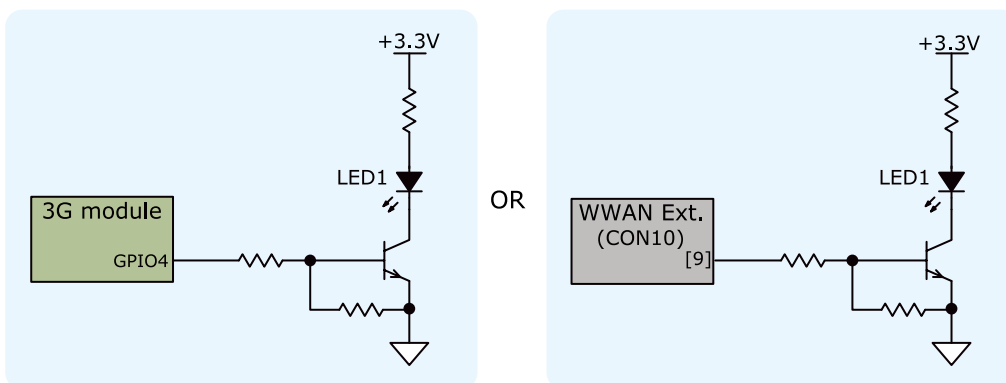 +3.3V
LED1
3G module
GPIO4
OR
+3.3V
LED1
WWAN Ext.
(CON10)
[9]